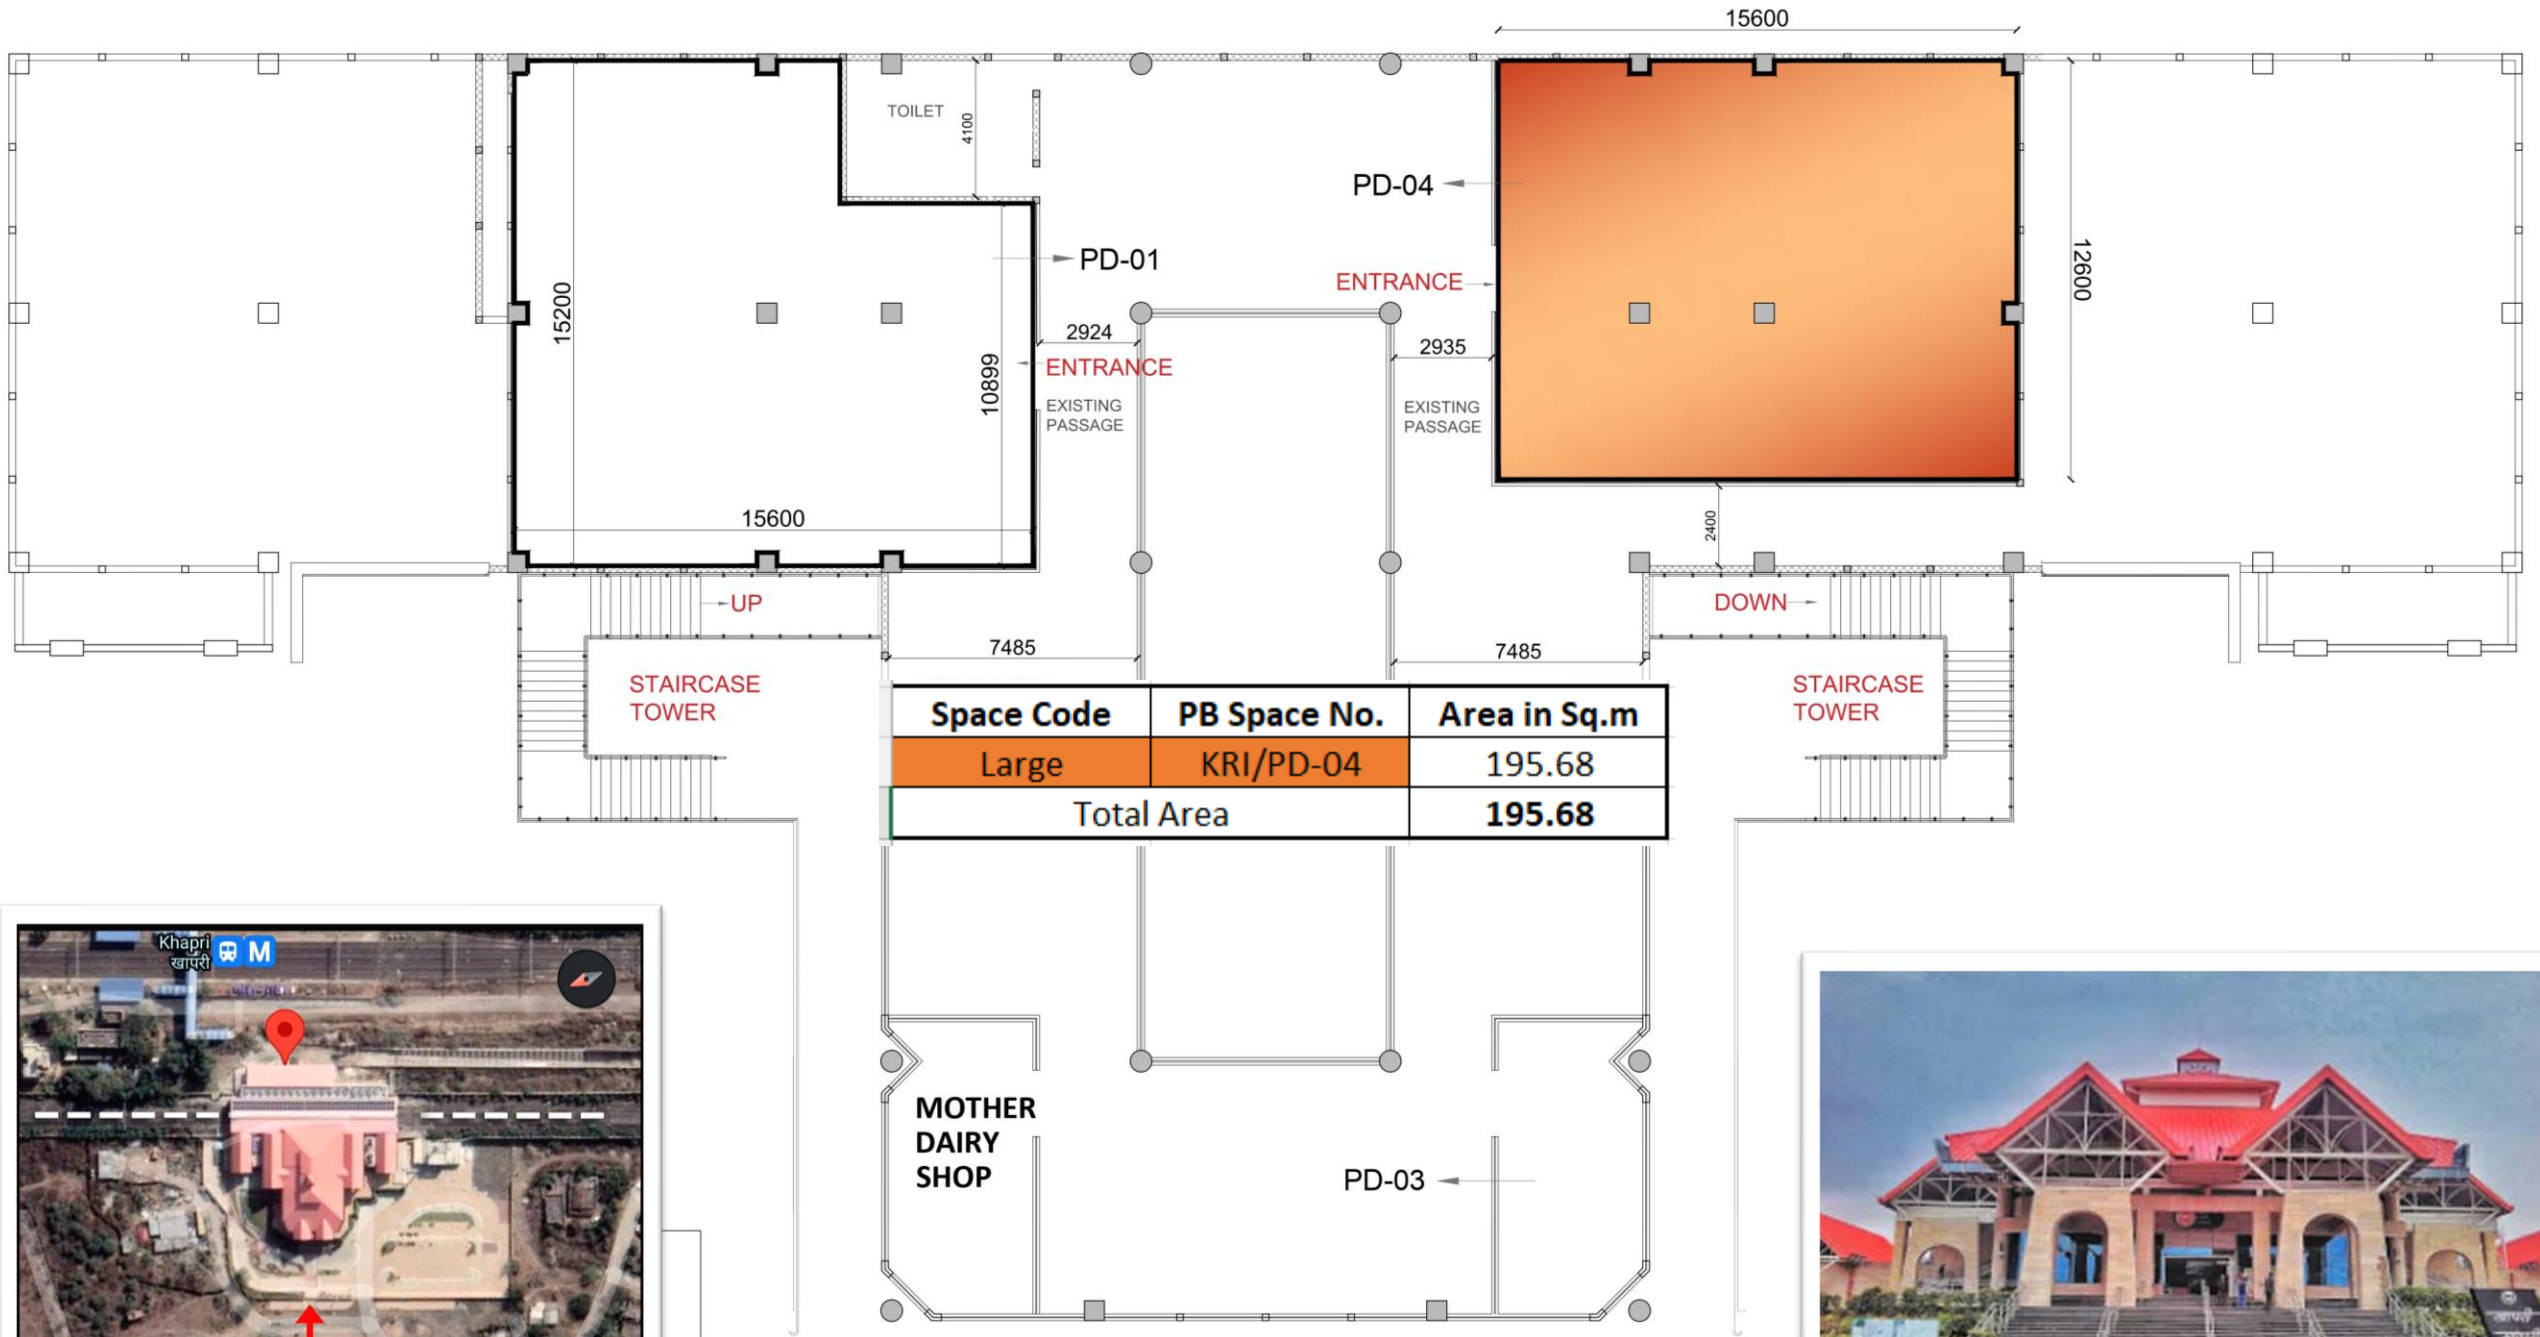 15600
TOILET
4100
PD-04
PD-01
ENTRANCE
12600
15200
2924
2935
10899
ENTRANCE
EXISTING
PASSAGE
EXISTING
PASSAGE
15600
2400
UP
DOWN
7485
7485
STAIRCASE
TOWER
STAIRCASE
TOWER
Space Code PB Space No. Area in Sq.m
Large KRI/PD-04 195.68
Total Area 195.68
Khapri
खापरी
M
MOTHER
DAIRY
SHOP
PD-03